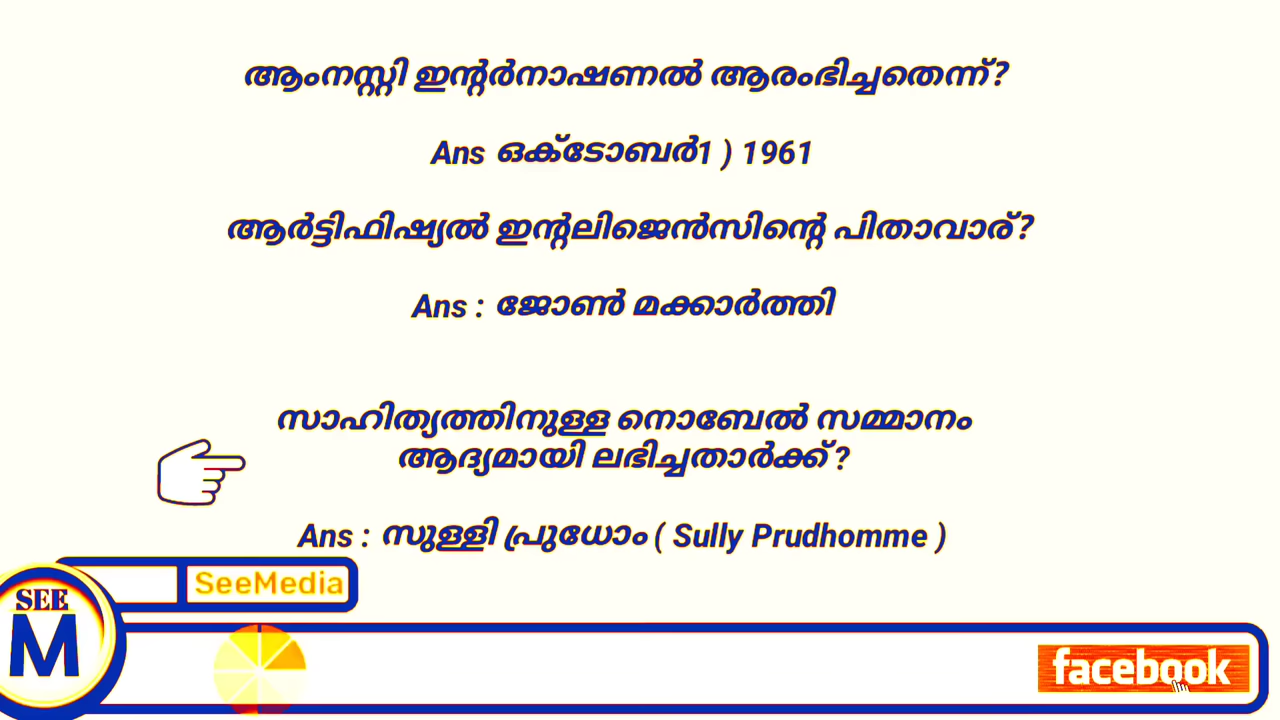 ആംനസ്റ്റി ഇന്റർനാഷണൽ ആരംഭിച്ചതെന്ന്?
Ans ഒക്ടോബർ1 ) 1961
ആർട്ടിഫിഷ്യൽ ഇന്റലിജെൻസിന്റെ പിതാവാര്?
Ans : ജോൺ മക്കാർത്തി
സാഹിത്യത്തിനുള്ള നൊബേൽ സമ്മാനം
ആദ്യമായി ലഭിച്ചതാർക്ക്?
Ans : സുള്ളി പ്രുധോം ( Sully Prudhomme )
SeeMedia
SEE
M
facebook